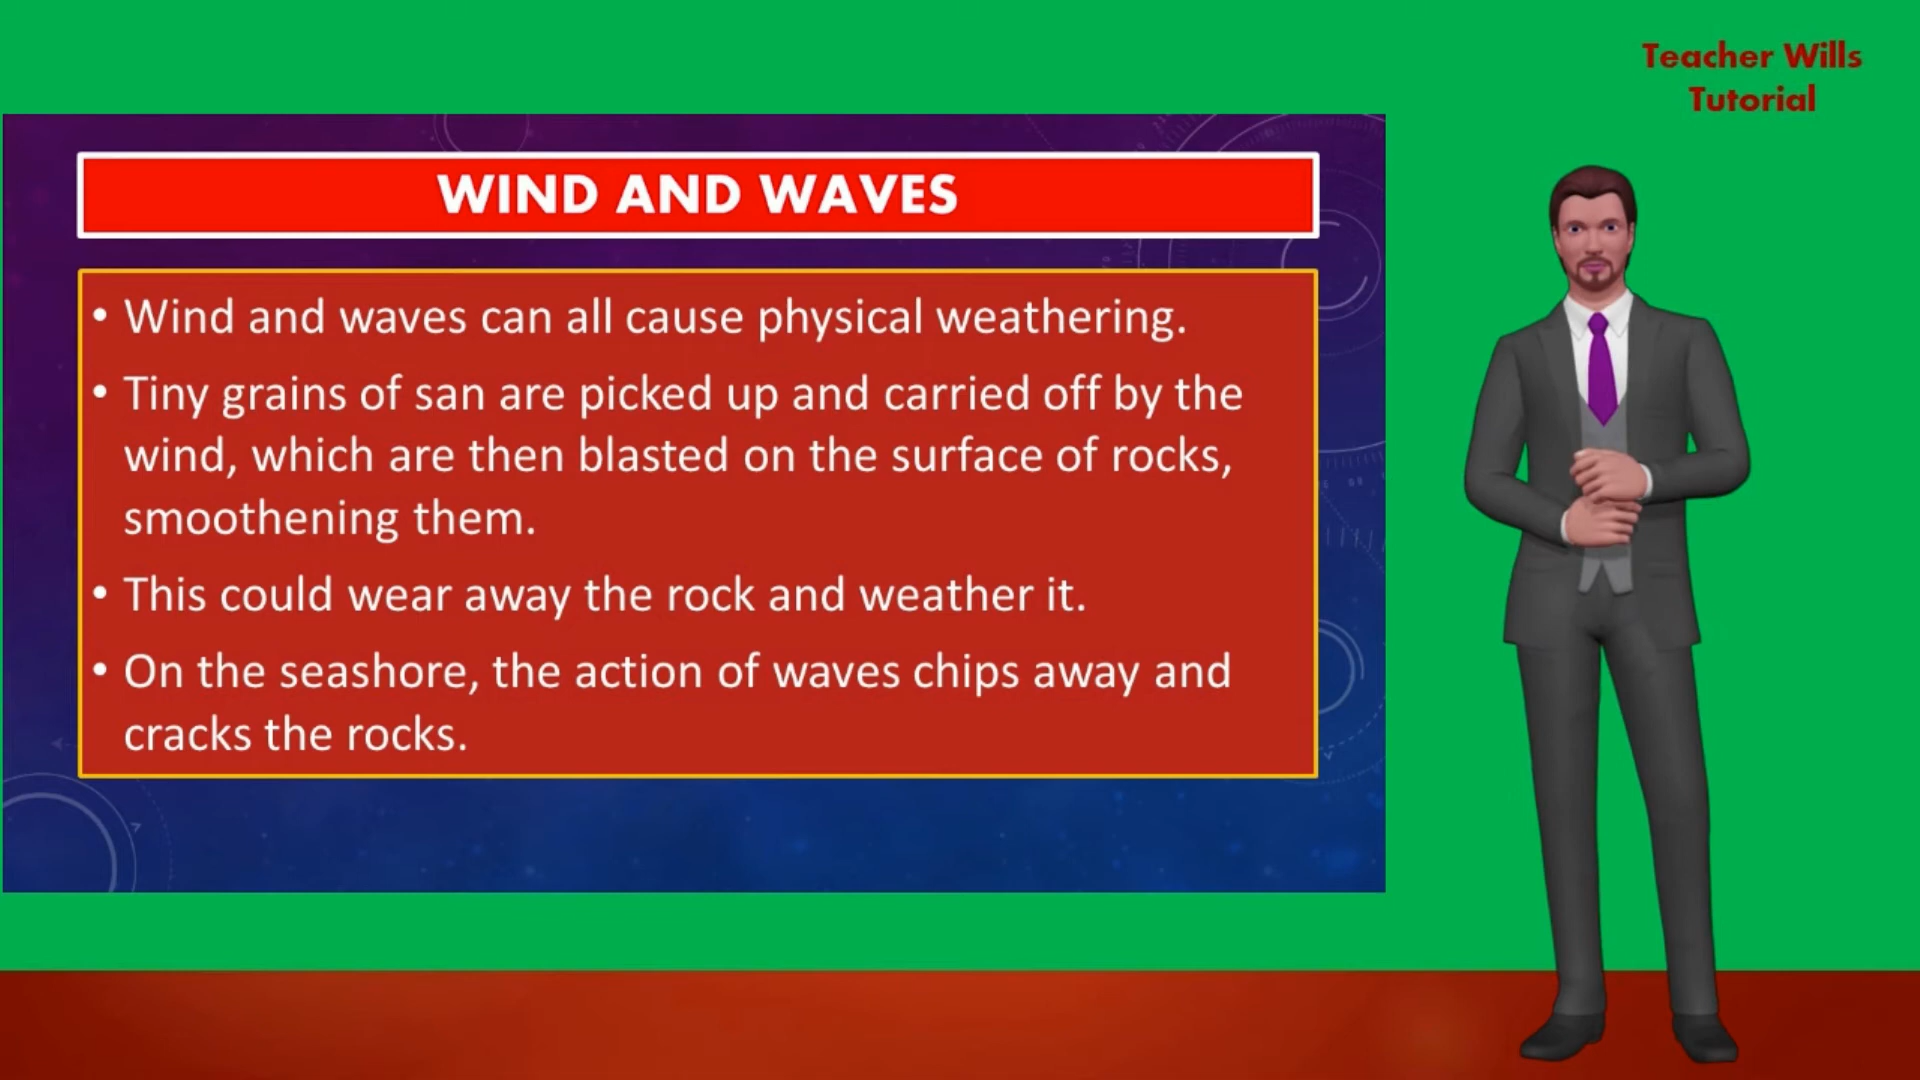 Teacher Wills
Tutorial
WIND AND WAVES
• Wind and waves can all cause physical weathering.
• Tiny grains of san are picked up and carried off by the
wind, which are then blasted on the surface of rocks,
smoothening them.
• This could wear away the rock and weather it.
• On the seashore, the action of waves chips away and
cracks the rocks.